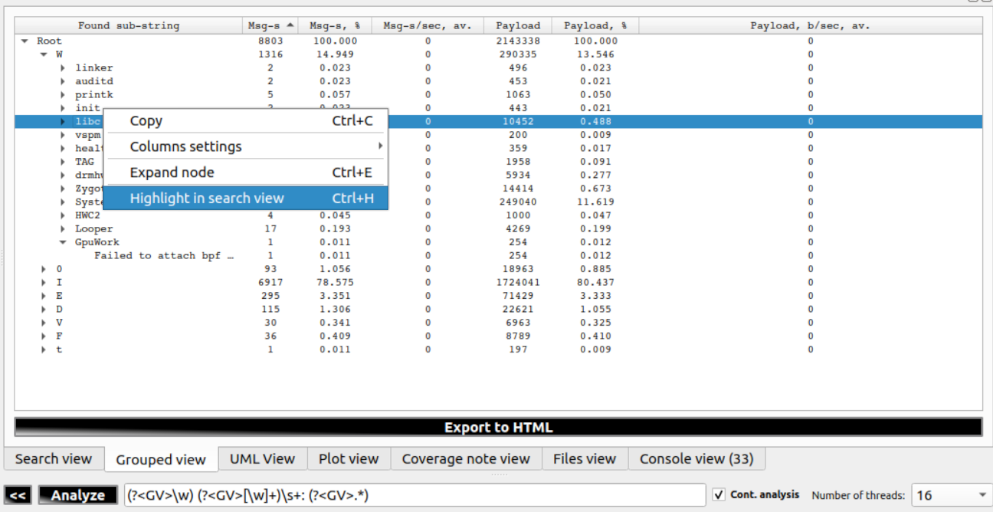 Found sub-string Msg-s Msg-s, % Msg-s/sec, av. Payload Payload, % Payload, b/sec, av.
Root 8803 100.000 0 2143338 100.000 0
W 1316 14.949 0 290335 13.546 0
linker 2 0.023 0 496 0.023 0
auditd 2 0.023 0 453 0.021 0
printk 5 0.057 0 1063 0.050 0
init 0 443 0.021 0
libc 0 10452 0.488 0
vspm 0 200 0.009 0
0 359 0.017 0
TAG 0 1958 0.091 0
0 5934 0.277 0
0 14414 0.673 0
0 249040 11.619 0
Copy Ctrl+C
Columns settings
Expand node Ctrl+E
Highlight in search view Ctrl+H
HWC2 4 0.045 0 1000 0.047 0
Looper 17 0.193 0 4269 0.199 0
GpuWork 1 0.011 0 254 0.012 0
Failed to attach bpf … 1 0.011 0 254 0.012 0
0 93 1.056 0 18963 0.885 0
I 6917 78.575 0 1724041 80.437 0
E 295 3.351 0 71429 3.333 0
D 115 1.306 0 22621 1.055 0
V 30 0.341 0 6963 0.325 0
F 36 0.409 0 8789 0.410 0
t 1 0.011 0 197 0.009 0
Export to HTML
Search view Grouped view UML View Plot view Coverage note view Files view Console view (33)
<< Analyze (?<GV>\w) (?<GV>[\w]+)\s+: (?<GV>.*) Cont. analysis Number of threads: 16